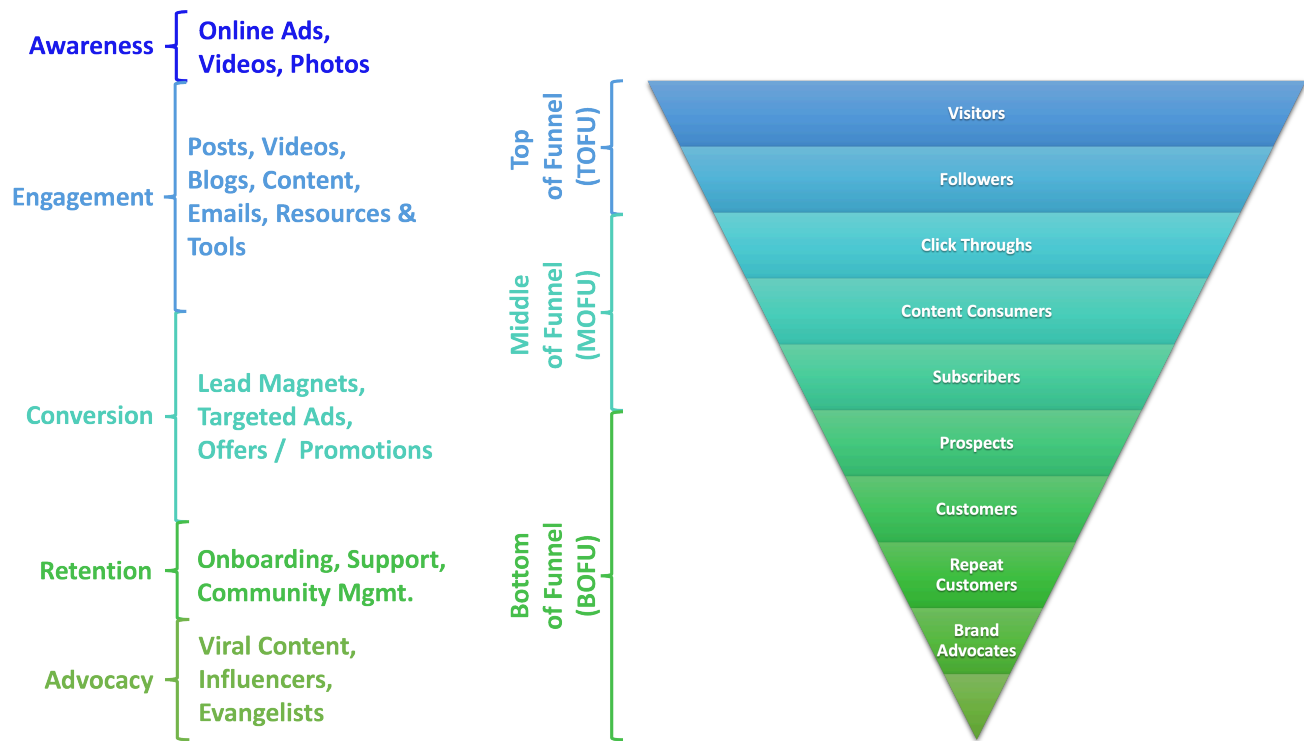 Awareness
Online Ads,
Videos, Photos
Engagement
Posts, Videos,
Blogs, Content,
Emails, Resources &
Tools
Conversion
Lead Magnets,
Targeted Ads,
Offers / Promotions
Retention
Onboarding, Support,
Community Mgmt.
Advocacy
Viral Content,
Influencers,
Evangelists
Top
of Funnel
(TOFU)
Middle
of Funnel
(MOFU)
Bottom
of Funnel
(BOFU)
Visitors
Followers
Click Throughs
Content Consumers
Subscribers
Prospects
Customers
Repeat
Customers
Brand
Advocates